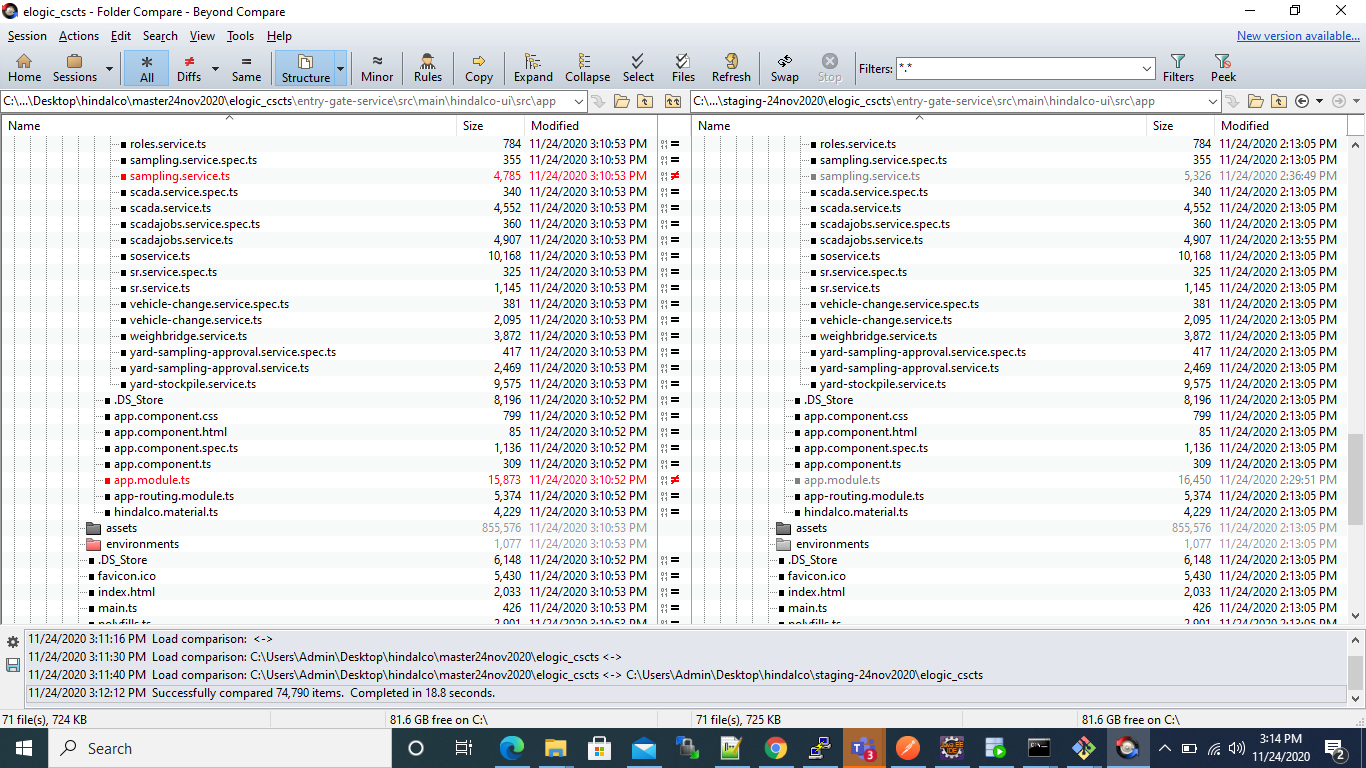 elogic_cscts - Folder Compare - Beyond Compare
Session Actions Edit Search View Tools Help New version available...
Home Sessions All Diffs Same Structure Minor Rules Copy Expand Collapse Select Files Refresh Swap Stop Filters: *.* Filters Peek
C:\...\Desktop\hindalco\master24nov2020\elogic_cscts\entry-gate-service\src\main\hindalco-ui\src\app C:\...\staging-24nov2020\elogic_cscts\entry-gate-service\src\main\hindalco-ui\src\app
Name Size Modified Name Size Modified
roles.service.ts 784 11/24/2020 3:10:53 PM = roles.service.ts 784 11/24/2020 2:13:05 PM
sampling.service.spec.ts 355 11/24/2020 3:10:53 PM = sampling.service.spec.ts 355 11/24/2020 2:13:05 PM
sampling.service.ts 4,785 11/24/2020 3:10:53 PM ≠ sampling.service.ts 5,326 11/24/2020 2:36:49 PM
scada.service.spec.ts 340 11/24/2020 3:10:53 PM = scada.service.spec.ts 340 11/24/2020 2:13:05 PM
scada.service.ts 4,552 11/24/2020 3:10:53 PM = scada.service.ts 4,552 11/24/2020 2:13:05 PM
scadajobs.service.spec.ts 360 11/24/2020 3:10:53 PM = scadajobs.service.spec.ts 360 11/24/2020 2:13:05 PM
scadajobs.service.ts 4,907 11/24/2020 3:10:53 PM = scadajobs.service.ts 4,907 11/24/2020 2:13:55 PM
soservice.ts 10,168 11/24/2020 3:10:53 PM = soservice.ts 10,168 11/24/2020 2:13:05 PM
sr.service.spec.ts 325 11/24/2020 3:10:53 PM = sr.service.spec.ts 325 11/24/2020 2:13:05 PM
sr.service.ts 1,145 11/24/2020 3:10:53 PM = sr.service.ts 1,145 11/24/2020 2:13:05 PM
vehicle-change.service.spec.ts 381 11/24/2020 3:10:53 PM = vehicle-change.service.spec.ts 381 11/24/2020 2:13:05 PM
vehicle-change.service.ts 2,095 11/24/2020 3:10:53 PM = vehicle-change.service.ts 2,095 11/24/2020 2:13:05 PM
weighbridge.service.ts 3,872 11/24/2020 3:10:53 PM = weighbridge.service.ts 3,872 11/24/2020 2:13:05 PM
yard-sampling-approval.service.spec.ts 417 11/24/2020 3:10:53 PM = yard-sampling-approval.service.spec.ts 417 11/24/2020 2:13:05 PM
yard-sampling-approval.service.ts 2,469 11/24/2020 3:10:53 PM = yard-sampling-approval.service.ts 2,469 11/24/2020 2:13:05 PM
yard-stockpile.service.ts 9,575 11/24/2020 3:10:53 PM = yard-stockpile.service.ts 9,575 11/24/2020 2:13:05 PM
.DS_Store 8,196 11/24/2020 3:10:52 PM = .DS_Store 8,196 11/24/2020 2:13:05 PM
app.component.css 799 11/24/2020 3:10:52 PM = app.component.css 799 11/24/2020 2:13:05 PM
app.component.html 85 11/24/2020 3:10:52 PM = app.component.html 85 11/24/2020 2:13:05 PM
app.component.spec.ts 1,136 11/24/2020 3:10:52 PM = app.component.spec.ts 1,136 11/24/2020 2:13:05 PM
app.component.ts 309 11/24/2020 3:10:52 PM = app.component.ts 309 11/24/2020 2:13:05 PM
app.module.ts 15,873 11/24/2020 3:10:52 PM ≠ app.module.ts 16,450 11/24/2020 2:29:51 PM
app-routing.module.ts 5,374 11/24/2020 3:10:52 PM = app-routing.module.ts 5,374 11/24/2020 2:13:05 PM
hindalco.material.ts 4,229 11/24/2020 3:10:52 PM = hindalco.material.ts 4,229 11/24/2020 2:13:05 PM
assets 855,576 11/24/2020 3:10:53 PM assets 855,576 11/24/2020 2:13:05 PM
environments 1,077 11/24/2020 3:10:53 PM environments 1,077 11/24/2020 2:13:05 PM
.DS_Store 6,148 11/24/2020 3:10:53 PM = .DS_Store 6,148 11/24/2020 2:13:05 PM
favicon.ico 5,430 11/24/2020 3:10:53 PM = favicon.ico 5,430 11/24/2020 2:13:05 PM
index.html 2,033 11/24/2020 3:10:53 PM = index.html 2,033 11/24/2020 2:13:05 PM
main.ts 426 11/24/2020 3:10:53 PM = main.ts 426 11/24/2020 2:13:05 PM
polyfills.ts 2,901 11/24/2020 3:10:53 PM = polyfills.ts 2,901 11/24/2020 2:13:05 PM
11/24/2020 3:11:16 PM Load comparison: <->
11/24/2020 3:11:30 PM Load comparison: C:\Users\Admin\Desktop\hindalco\master24nov2020\elogic_cscts <->
11/24/2020 3:11:40 PM Load comparison: C:\Users\Admin\Desktop\hindalco\master24nov2020\elogic_cscts <-> C:\Users\Admin\Desktop\hindalco\staging-24nov2020\elogic_cscts
11/24/2020 3:12:12 PM Successfully compared 74,790 items. Completed in 18.8 seconds.
71 file(s), 724 KB 81.6 GB free on C:\ 71 file(s), 725 KB 81.6 GB free on C:\
Search 3 3:14 PM
11/24/2020 2